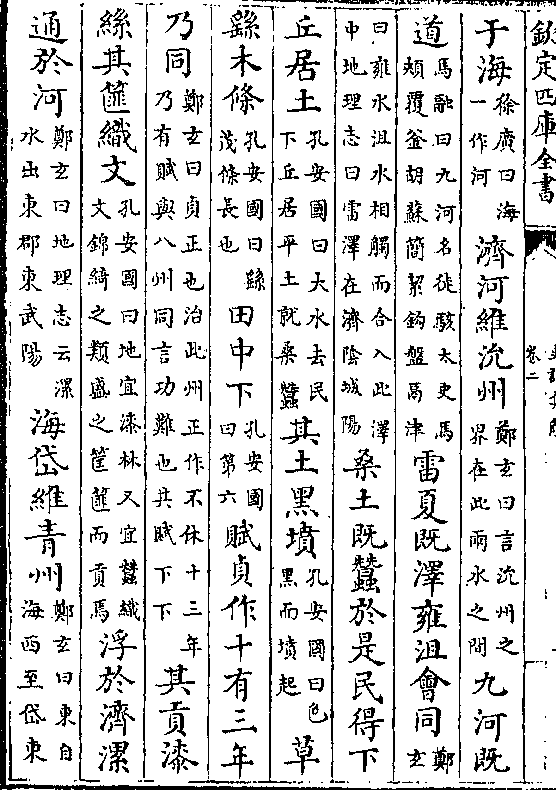 欽定四庫全書
卷二
于海徐廣曰海一作河濟河維沇州鄭玄曰言沇州之界在此兩水之間九河既
道馬融曰九河名徒駭太史馬頰覆釜胡蘇簡絜鈎盤鬲津雷夏既澤雍沮會同鄭玄
曰雍水沮水相觸而合入此澤中地理志曰雷澤在濟陰城陽桑土既蠶於是民得下
丘居土孔安國曰大水去民下丘居平土就桑蠶其土黑墳孔安國曰色黑而墳起草
繇木條孔安國曰繇茂條長也田中下孔安國曰第六賦貞作十有三年
乃同鄭玄曰貞正也治此州正作不休十三年乃有賦與八州同言功難也其賦下下其貢漆
絲其篚織文孔安國曰地宜漆林又宜蠶織文錦綺之類盛之筐篚而貢焉浮於濟漯
通於河鄭玄曰地理志云漯水出東郡東武陽海岱維青州鄭玄曰東自海西至岱東